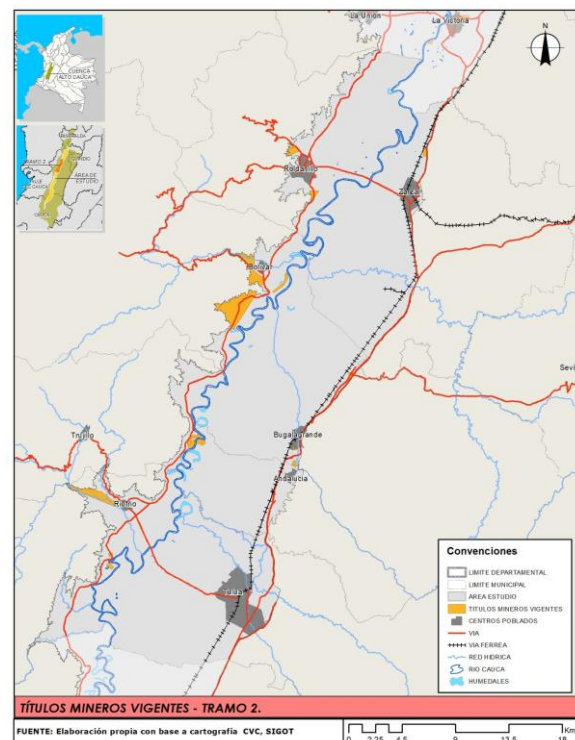 La Unión
La Victoria
N
CUENCA
ALTO CAUCA
TRAMO 2
AREA DE
ESTUDIO
Roldanillo
Zarzal
Bolívar
Sevi
Trujillo
Bugalagrande
Andalucía
Riofrío
Tuluá
Convenciones
LIMITE DEPARTAMENTAL
LIMITE MUNICIPAL
AREA ESTUDIO
TITULOS MINEROS VIGENTES
CENTROS POBLADOS
VIA
VIA FERREA
RED HIDRICA
RIO CAUCA
HUMEDALES
TÍTULOS MINEROS VIGENTES - TRAMO 2.
FUENTE: Elaboración propia con base a cartografía CVC, SIGOT
Km
0 2,25 4,5 9 13,5 18